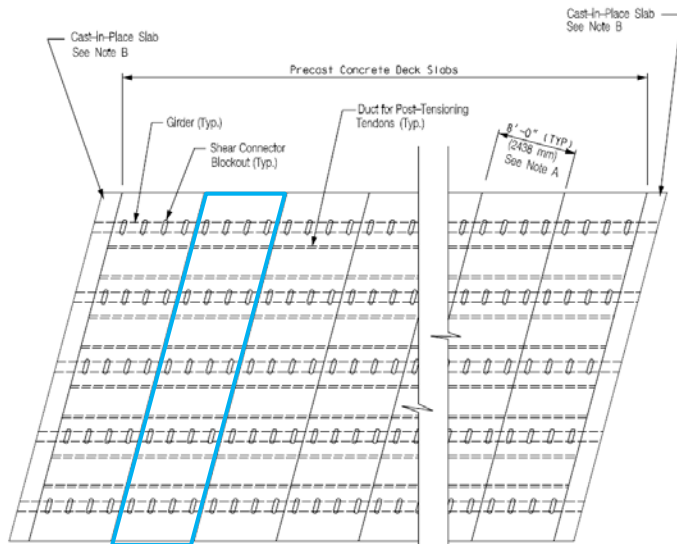 Cast-in-Place Slab
See Note B
Cast-in-Place Slab
See Note B
Precast Concrete Deck Slabs
Girder (Typ.)
Duct for Post-Tensioning
Tendons (Typ.)
Shear Connector
Blockout (Typ.)
8'-0" (TYP)
(2438 mm)
See Note A